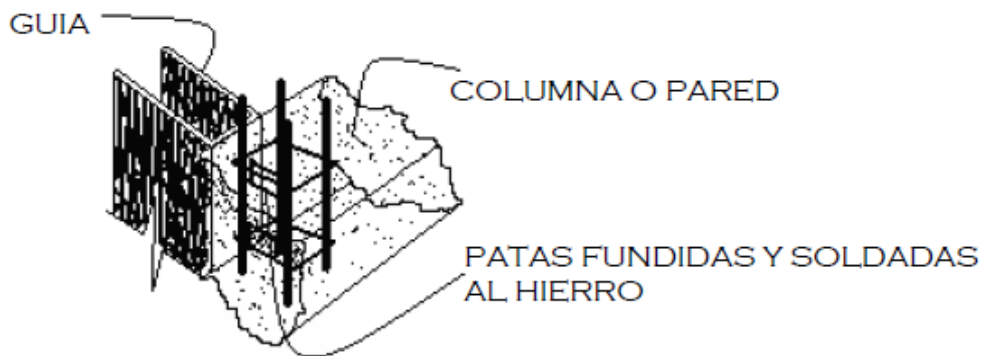 GUIA
COLUMNA O PARED
PATAS FUNDIDAS Y SOLDADAS
AL HIERRO